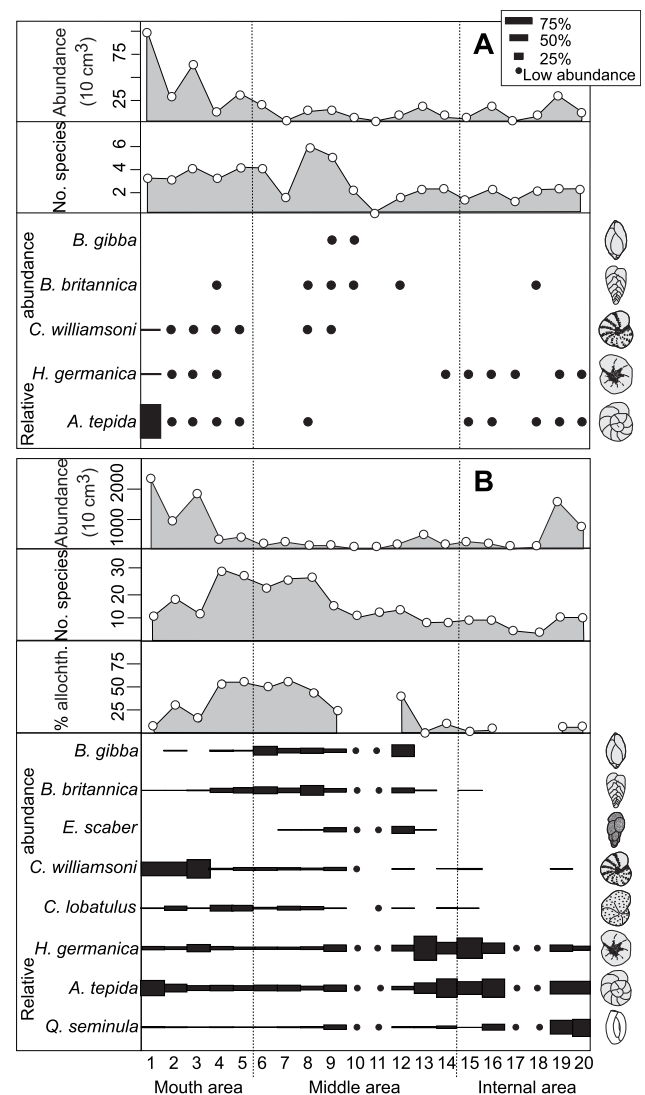 A
75%
50%
25%
Low abundance
Abundance
(10 cm³)
75
25
No. species
6
4
2
Relative abundance
B. gibba
B. britannica
C. williamsoni
H. germanica
A. tepida
B
Abundance
(10 cm³)
2000
1000
No. species
30
20
10
% allochth.
75
50
25
Relative abundance
B. gibba
B. britannica
E. scaber
C. williamsoni
C. lobatulus
H. germanica
A. tepida
Q. seminula
1 2 3 4 5 6 7 8 9 10 11 12 13 14 15 16 17 18 19 20
Mouth area Middle area Internal area